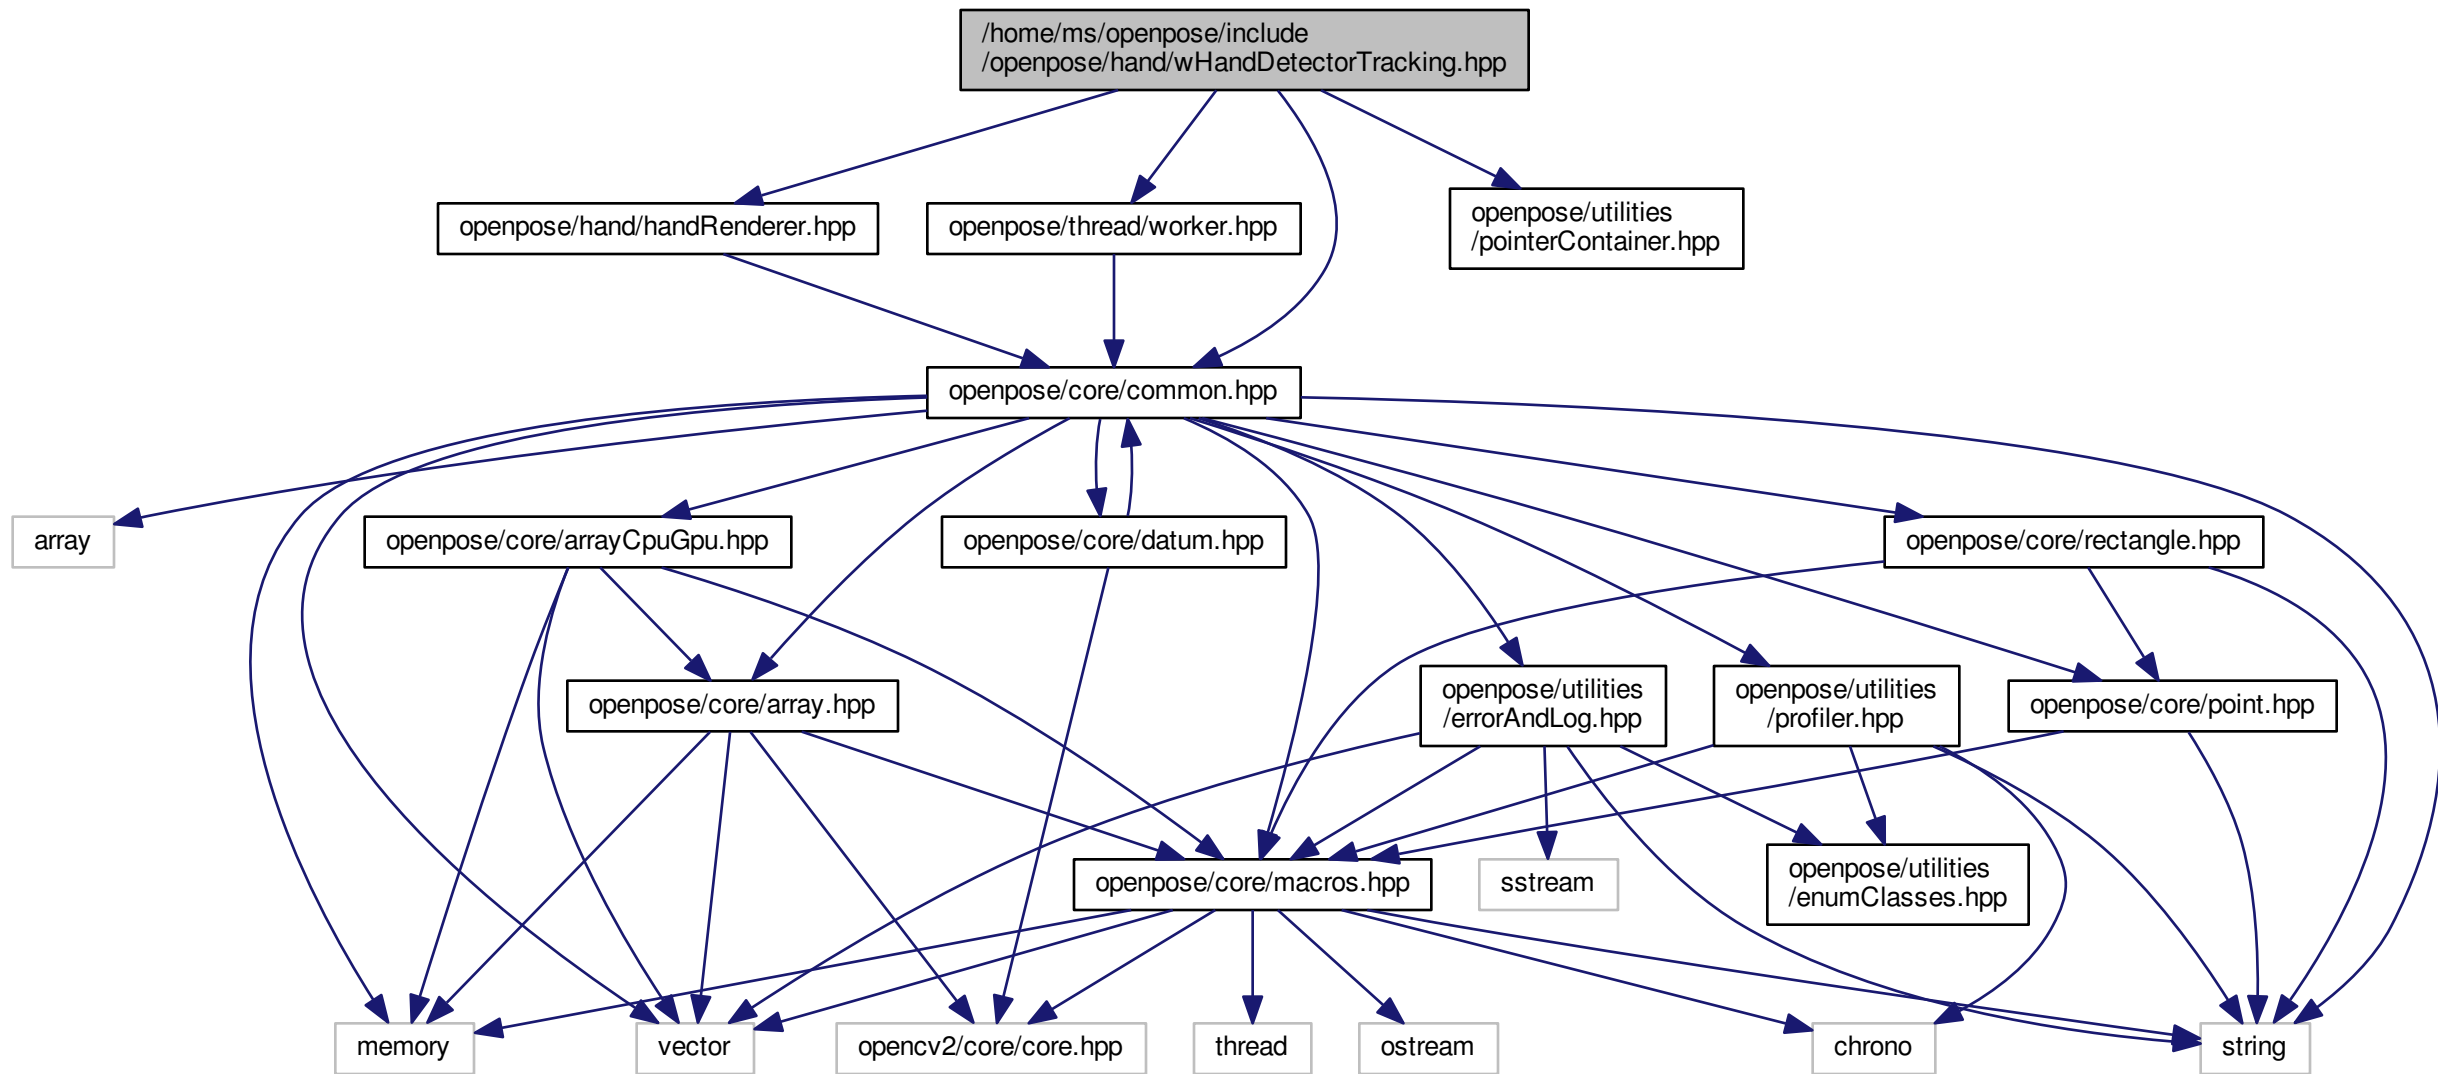 /home/ms/openpose/include
/openpose/hand/wHandDetectorTracking.hpp
openpose/hand/handRenderer.hpp
openpose/thread/worker.hpp
openpose/utilities
/pointerContainer.hpp
openpose/core/common.hpp
array
openpose/core/arrayCpuGpu.hpp
openpose/core/datum.hpp
openpose/core/rectangle.hpp
openpose/core/array.hpp
openpose/utilities
/errorAndLog.hpp
openpose/utilities
/profiler.hpp
openpose/core/point.hpp
openpose/core/macros.hpp
sstream
openpose/utilities
/enumClasses.hpp
memory
vector
opencv2/core/core.hpp
thread
ostream
chrono
string